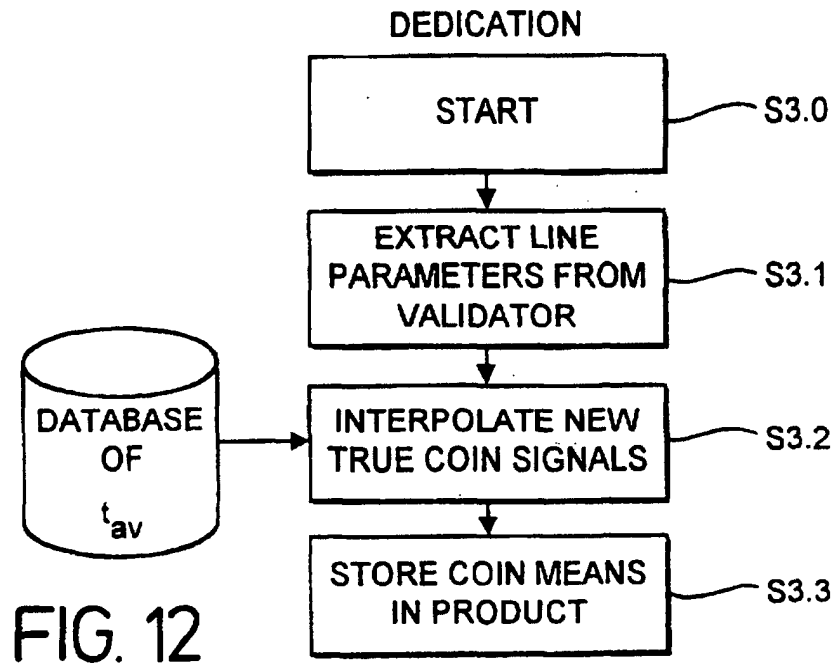 DEDICATION
START
S3.0
EXTRACT LINE
PARAMETERS FROM
VALIDATOR
S3.1
DATABASE
OF
tav
INTERPOLATE NEW
TRUE COIN SIGNALS
S3.2
STORE COIN MEANS
IN PRODUCT
S3.3
FIG. 12